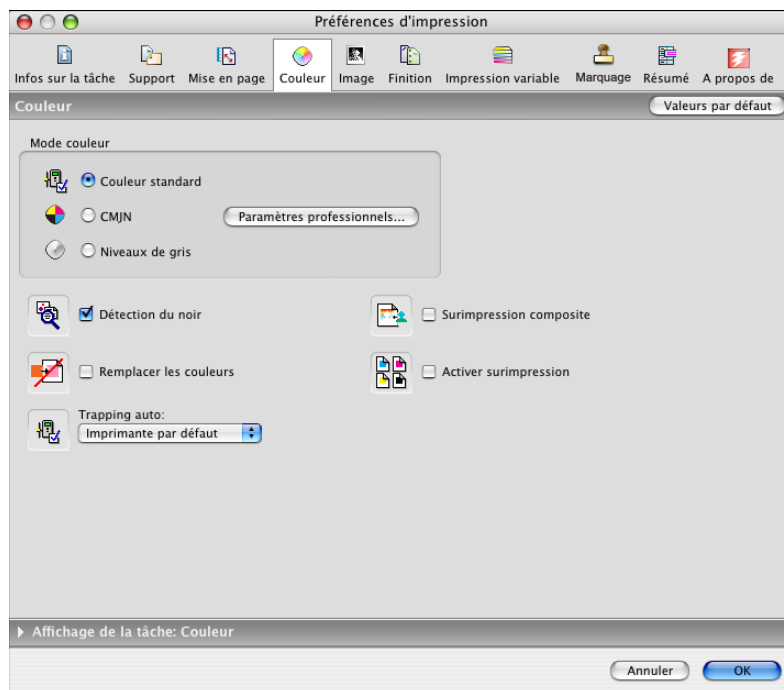 Préférences d'impression
Infos sur la tâche Support Mise en page Couleur Image Finition Impression variable Marquage Résumé A propos de
Couleur Valeurs par défaut
Mode couleur
Couleur standard
CMJN Paramètres professionnels...
Niveaux de gris
Détection du noir Surimpression composite
Remplacer les couleurs Activer surimpression
Trapping auto:
Imprimante par défaut
Affichage de la tâche: Couleur
Annuler OK